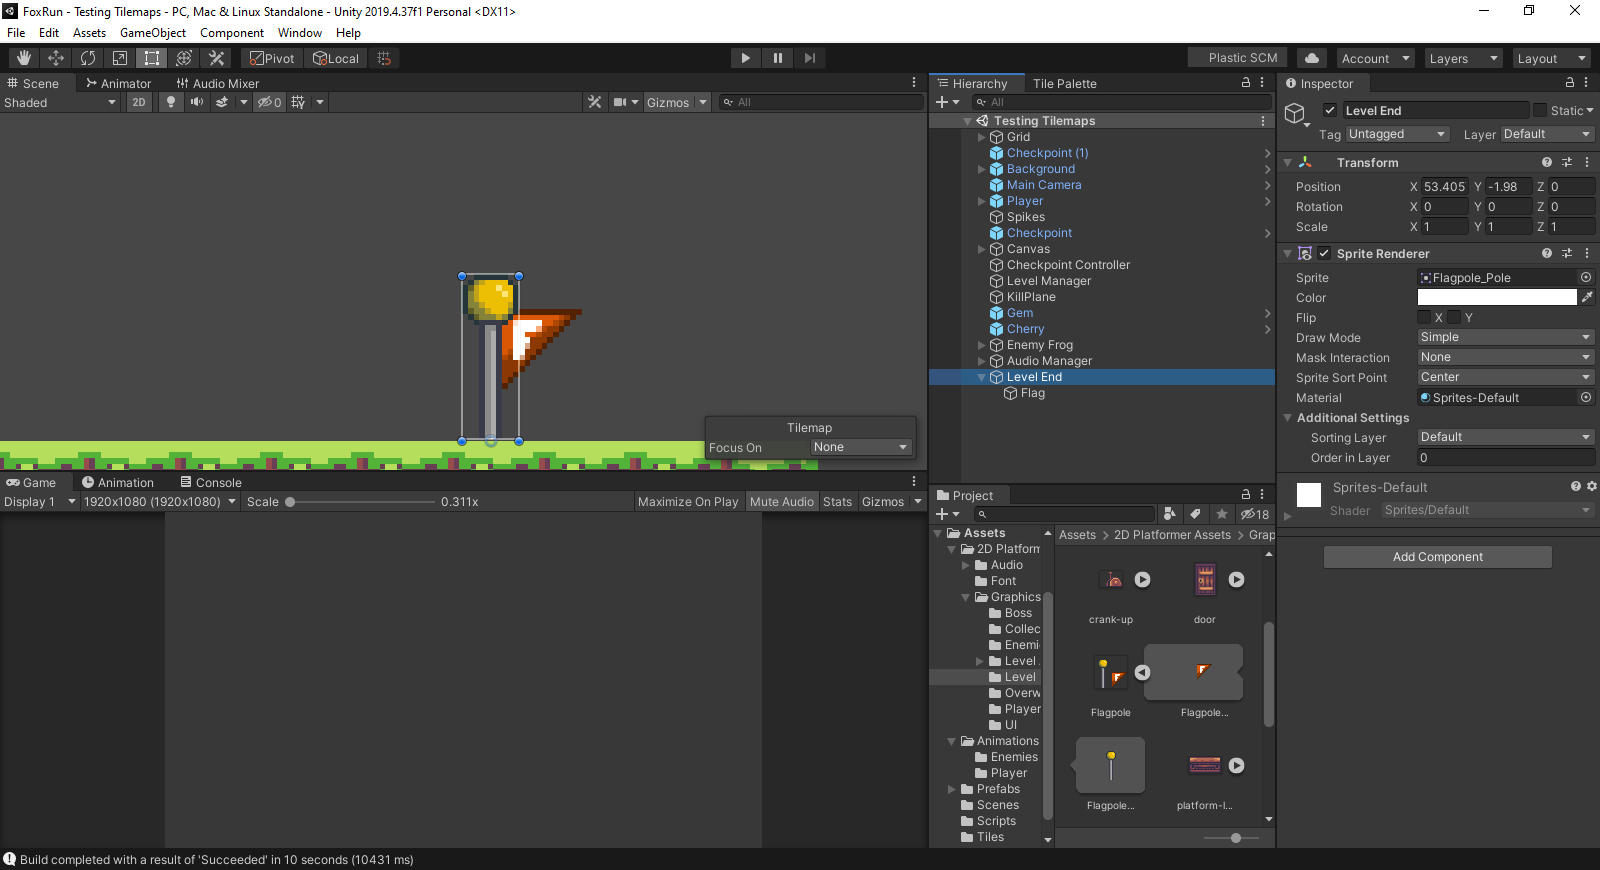 FoxRun - Testing Tilemaps - PC, Mac & Linux Standalone - Unity 2019.4.37f1 Personal <DX11>
File Edit Assets GameObject Component Window Help
Pivot Local Plastic SCM Account Layers Layout
Scene Animator Audio Mixer
Shaded 2D 0 Gizmos All
Tilemap
Focus On None
Game Animation Console
Display 1 1920x1080 (1920x1080) Scale 0.311x Maximize On Play Mute Audio Stats Gizmos
Hierarchy Tile Palette
All
Testing Tilemaps
Grid
Checkpoint (1)
Background
Main Camera
Player
Spikes
Checkpoint
Canvas
Checkpoint Controller
Level Manager
KillPlane
Gem
Cherry
Enemy Frog
Audio Manager
Level End
Flag
Project
18
Assets
2D Platform
Audio
Font
Graphics
Boss
Collec
Enemi
Level
Level
Overw
Player
UI
Animations
Enemies
Player
Prefabs
Scenes
Scripts
Tiles
Assets > 2D Platformer Assets > Grap
crank-up door
Flagpole Flagpole...
Flagpole... platform-l...
Inspector
Level End Static
Tag Untagged Layer Default
Transform
Position X 53.405 Y -1.98 Z 0
Rotation X 0 Y 0 Z 0
Scale X 1 Y 1 Z 1
Sprite Renderer
Sprite Flagpole_Pole
Color
Flip X Y
Draw Mode Simple
Mask Interaction None
Sprite Sort Point Center
Material Sprites-Default
Additional Settings
Sorting Layer Default
Order in Layer 0
Sprites-Default
Shader Sprites/Default
Add Component
Build completed with a result of 'Succeeded' in 10 seconds (10431 ms)